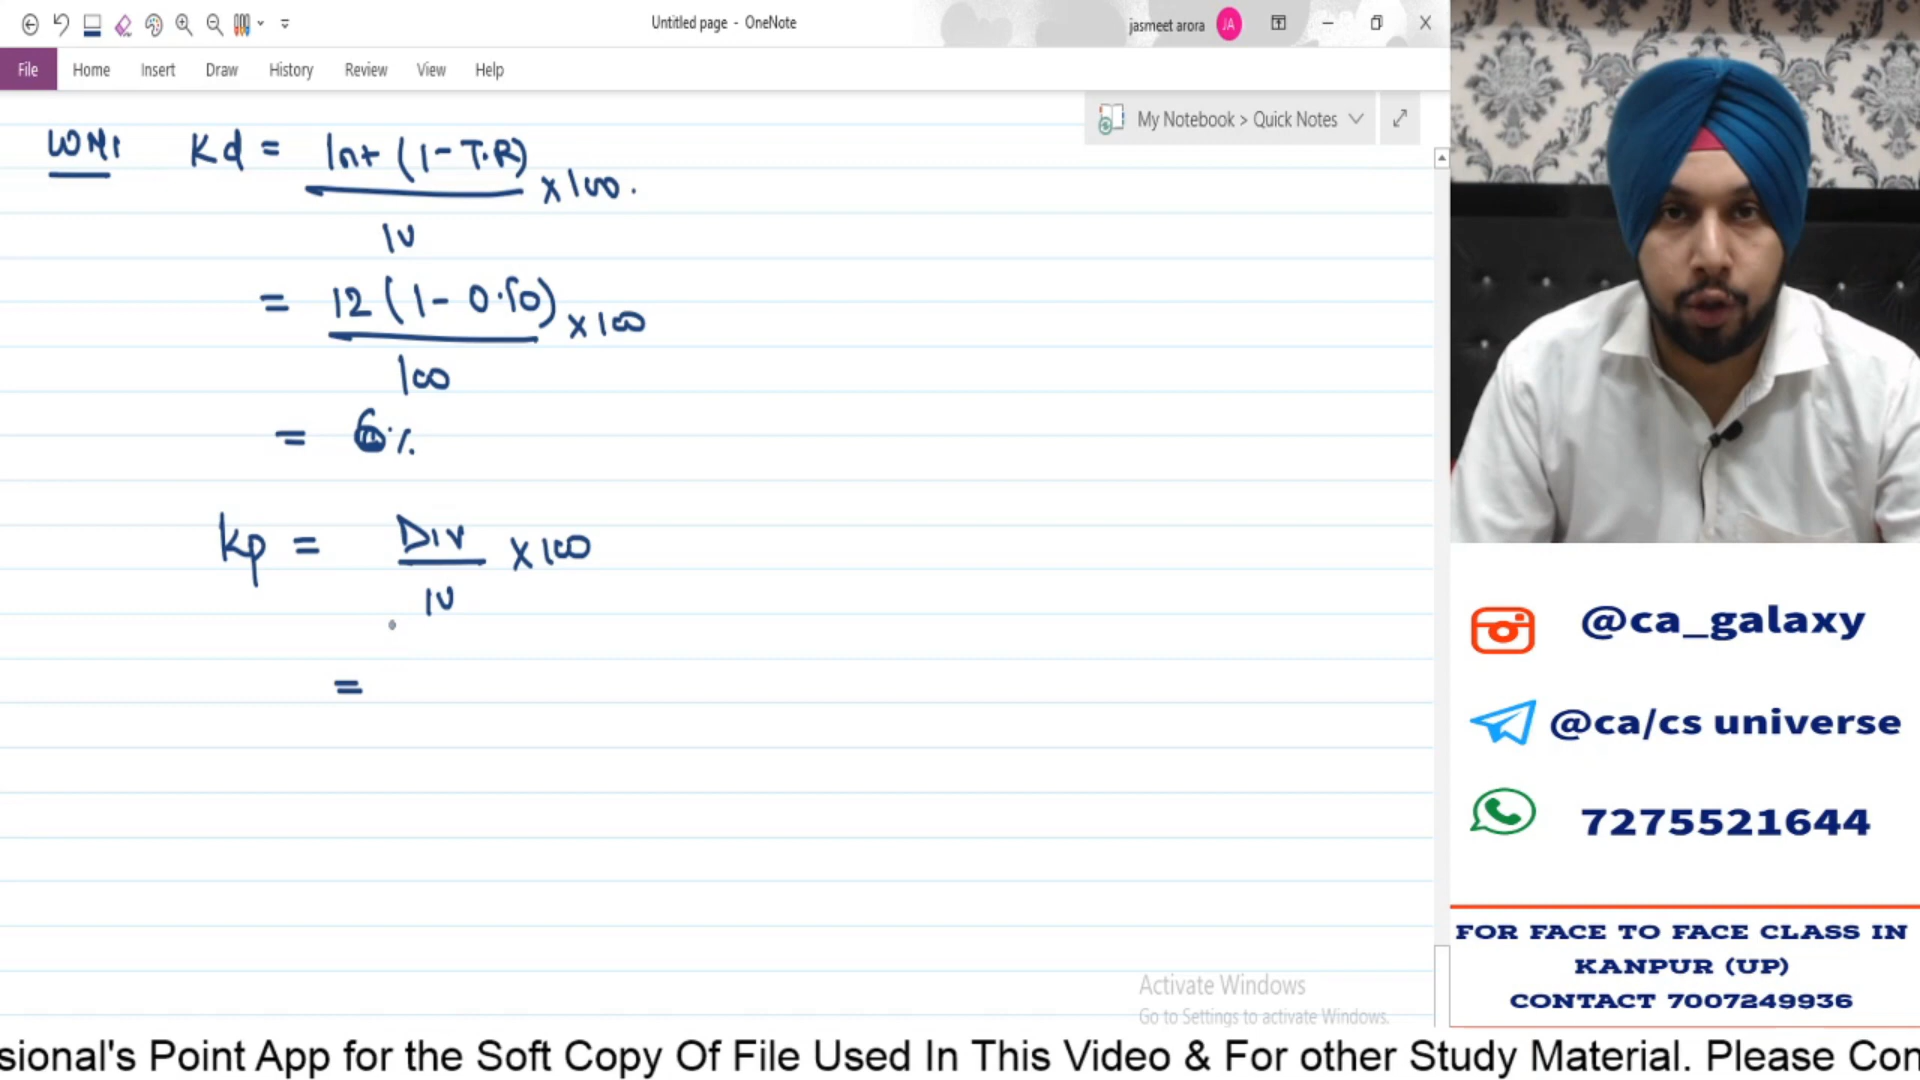 Untitled page - OneNote
jasmeet arora JA
File Home Insert Draw History Review View Help
My Notebook > Quick Notes
WN1 Kd = Int (1 - T.R) × 100.
IV
= 12 (1 - 0.50) × 100
100
= 6 %
Kp = Div × 100
IV
=
@ca_galaxy
@ca/cs universe
7275521644
FOR FACE TO FACE CLASS IN
KANPUR (UP)
CONTACT 7007249936
Activate Windows
Go to Settings to activate Windows.
sional's Point App for the Soft Copy Of File Used In This Video & For other Study Material. Please Con